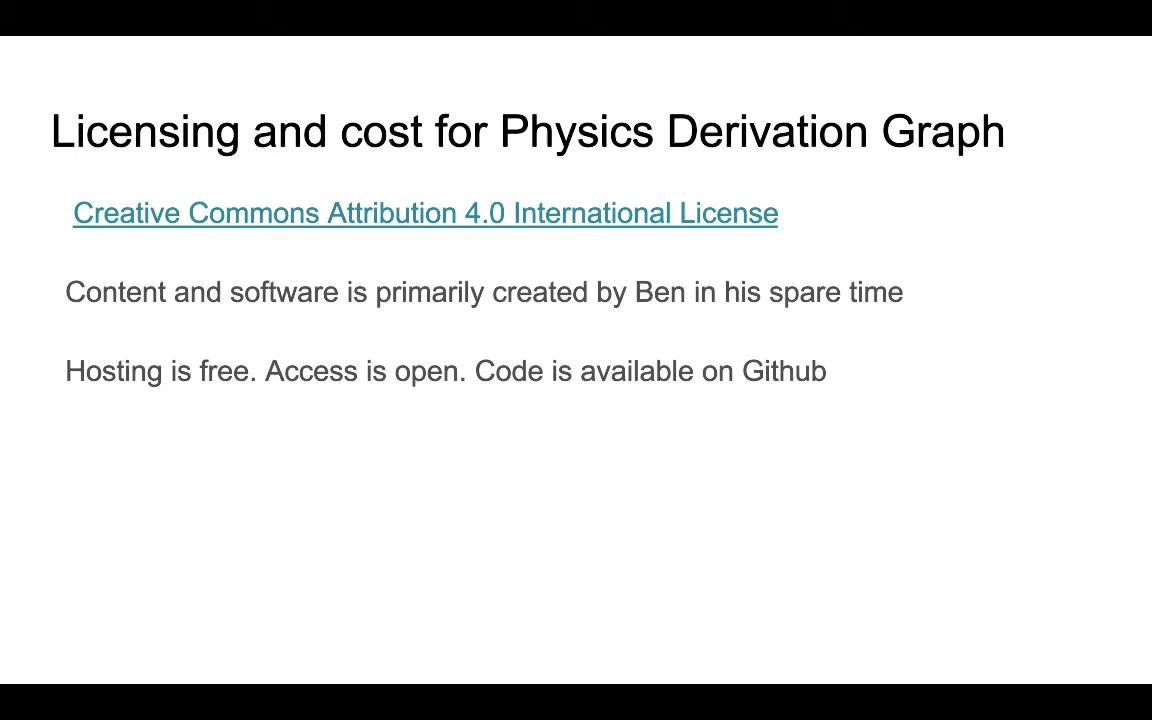 Licensing and cost for Physics Derivation Graph
Creative Commons Attribution 4.0 International License
Content and software is primarily created by Ben in his spare time
Hosting is free. Access is open. Code is available on Github